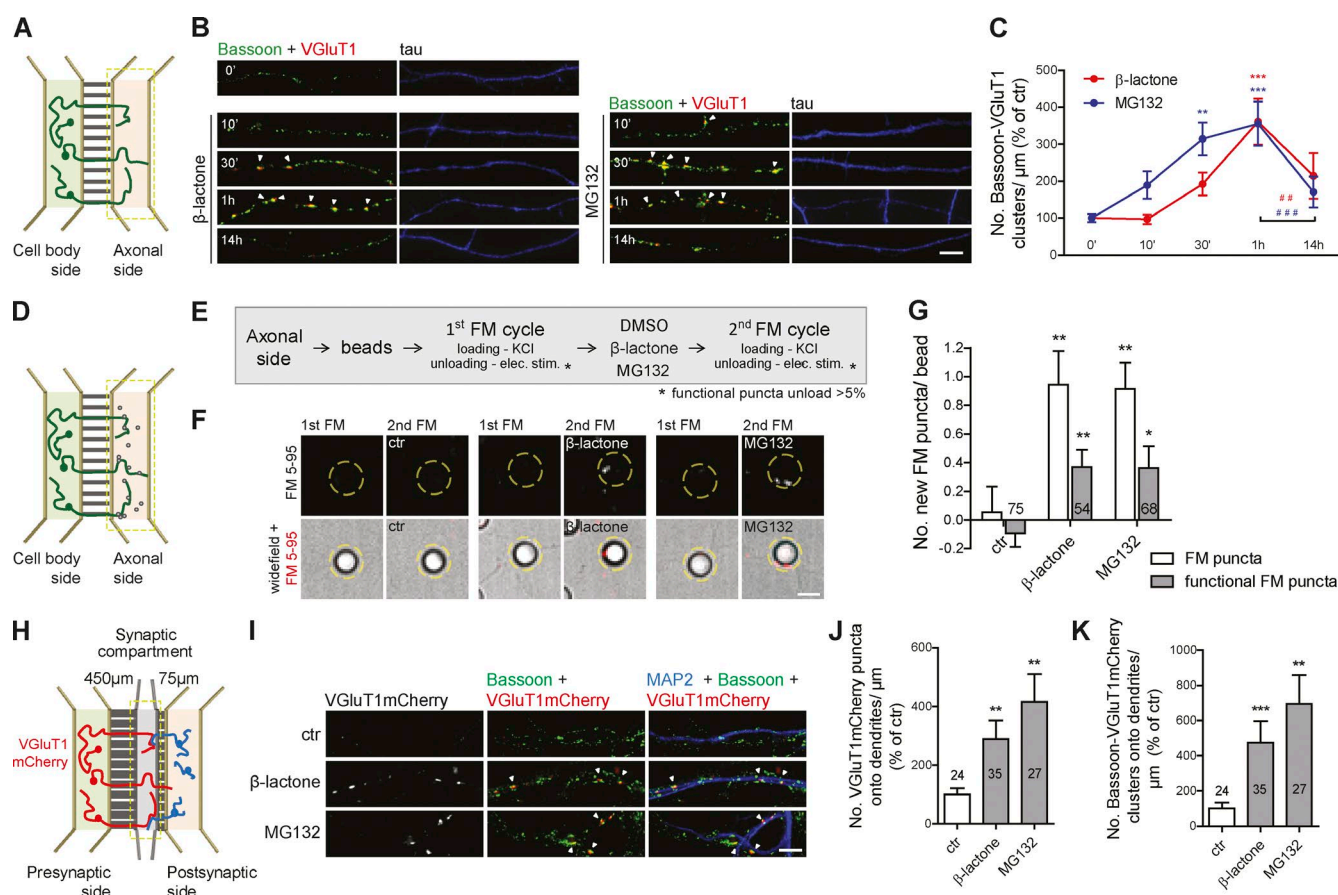 A
Cell body
side
Axonal
side
B
Bassoon + VGluT1
tau
0'
β-lactone
10'
30'
1h
14h
Bassoon + VGluT1
tau
MG132
10'
30'
1h
14h
C
No. Bassoon-VGluT1
clusters/ µm (% of ctr)
500
400
300
200
100
0
β-lactone
MG132
**
***
***
##
###
0'
10'
30'
1h
14h
D
Cell body
side
Axonal
side
E
Axonal
side
beads
1st FM cycle
loading - KCl
unloading - elec. stim. *
DMSO
β-lactone
MG132
2nd FM cycle
loading - KCl
unloading - elec. stim. *
* functional puncta unload >5%
F
1st FM
2nd FM
1st FM
2nd FM
1st FM
2nd FM
FM 5-95
ctr
β-lactone
MG132
widefield +
FM 5-95
ctr
β-lactone
MG132
G
No. new FM puncta/ bead
1.2
1.0
0.8
0.6
0.4
0.2
0.0
-0.2
75
**
**
54
**
*
68
ctr
β-lactone
MG132
FM puncta
functional FM puncta
H
Synaptic
compartment
450µm
75µm
VGluT1
mCherry
Presynaptic
side
Postsynaptic
side
I
VGluT1mCherry
Bassoon +
VGluT1mCherry
MAP2 + Bassoon +
VGluT1mCherry
ctr
β-lactone
MG132
J
No. VGluT1mCherry puncta
onto dendrites/ µm
(% of ctr)
600
400
200
0
24
**
35
**
27
ctr
β-lactone
MG132
K
No. Bassoon-VGluT1mCherry
clusters onto dendrites/
µm (% of ctr)
1000
800
600
400
200
0
24
***
35
**
27
ctr
β-lactone
MG132